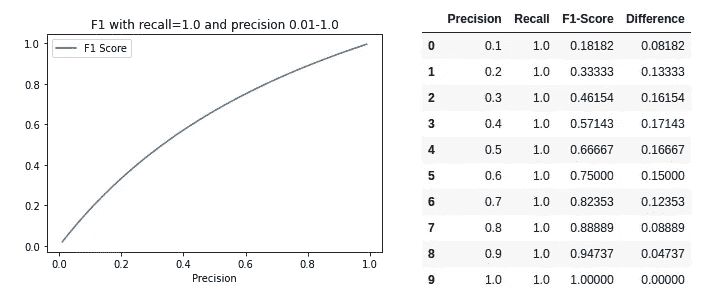 F1 with recall=1.0 and precision 0.01-1.0
F1 Score
1.0
0.8
0.6
0.4
0.2
0.0
0.0 0.2 0.4 0.6 0.8 1.0
Precision
Precision Recall F1-Score Difference
0 0.1 1.0 0.18182 0.08182
1 0.2 1.0 0.33333 0.13333
2 0.3 1.0 0.46154 0.16154
3 0.4 1.0 0.57143 0.17143
4 0.5 1.0 0.66667 0.16667
5 0.6 1.0 0.75000 0.15000
6 0.7 1.0 0.82353 0.12353
7 0.8 1.0 0.88889 0.08889
8 0.9 1.0 0.94737 0.04737
9 1.0 1.0 1.00000 0.00000